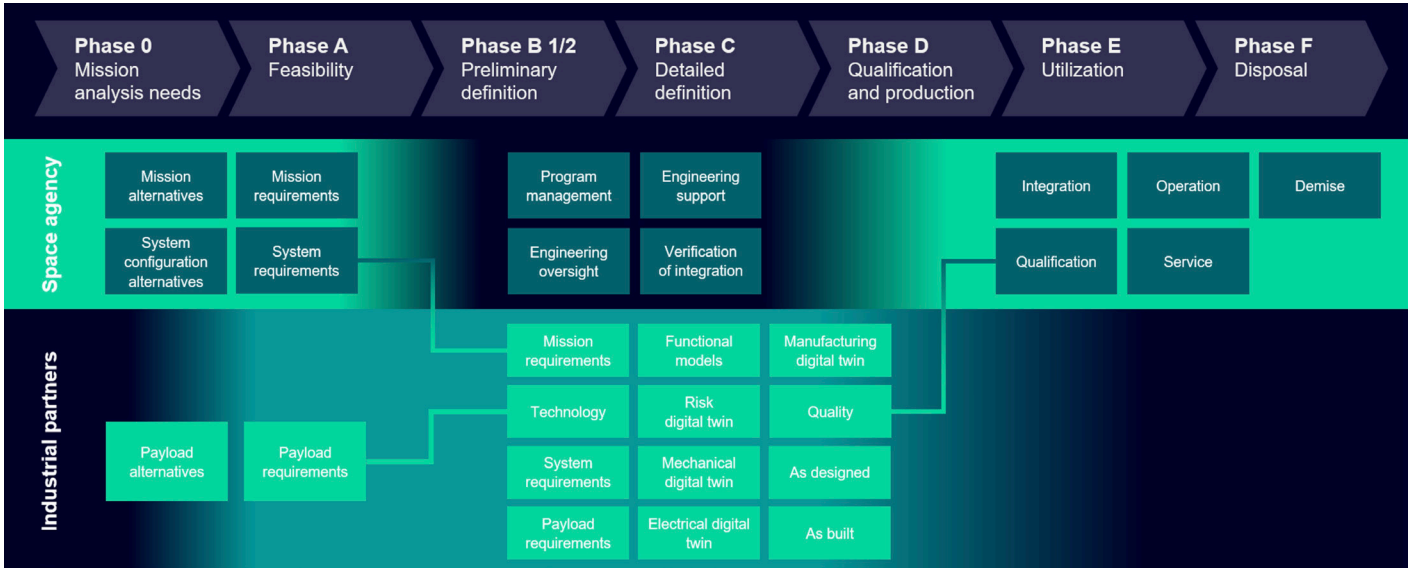 Phase 0
Mission
analysis needs
Phase A
Feasibility
Phase B 1/2
Preliminary
definition
Phase C
Detailed
definition
Phase D
Qualification
and production
Phase E
Utilization
Phase F
Disposal
Space agency
Mission
alternatives
Mission
requirements
System
configuration
alternatives
System
requirements
Program
management
Engineering
support
Engineering
oversight
Verification
of integration
Integration
Operation
Demise
Qualification
Service
Industrial partners
Payload
alternatives
Payload
requirements
Mission
requirements
Functional
models
Manufacturing
digital twin
Technology
Risk
digital twin
Quality
System
requirements
Mechanical
digital twin
As designed
Payload
requirements
Electrical digital
twin
As built